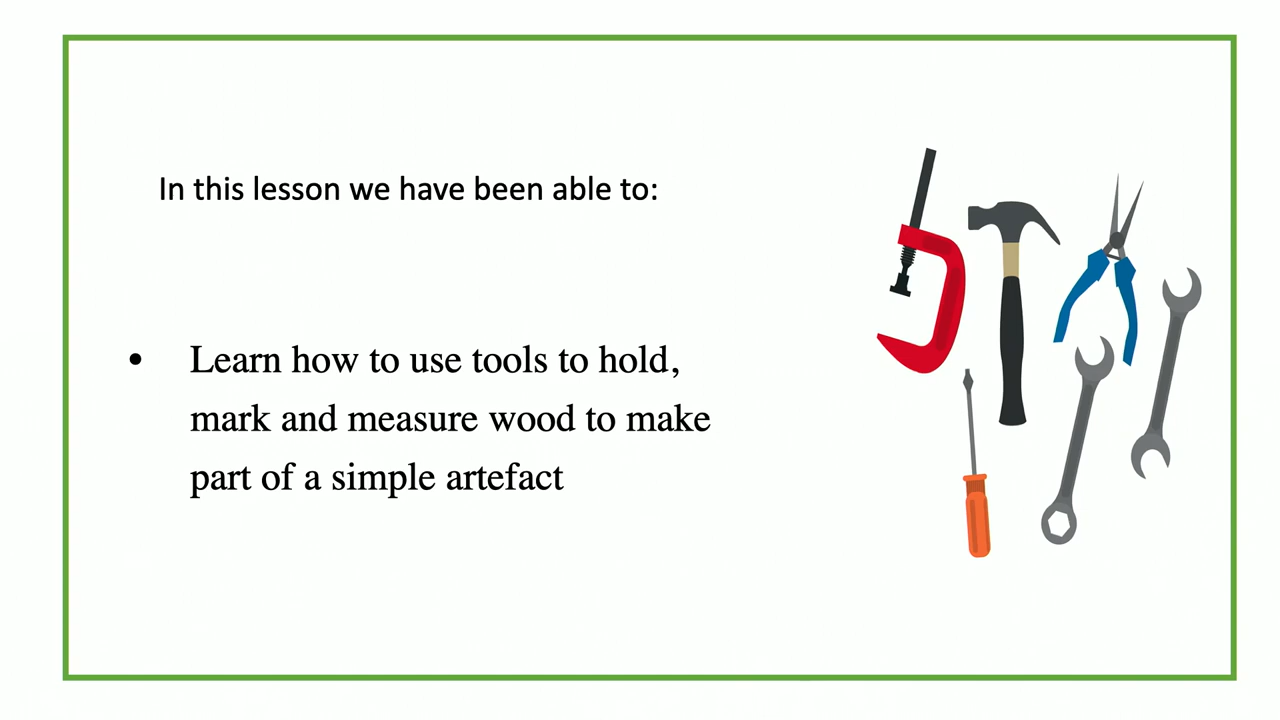 In this lesson we have been able to:
• Learn how to use tools to hold,
mark and measure wood to make
part of a simple artefact